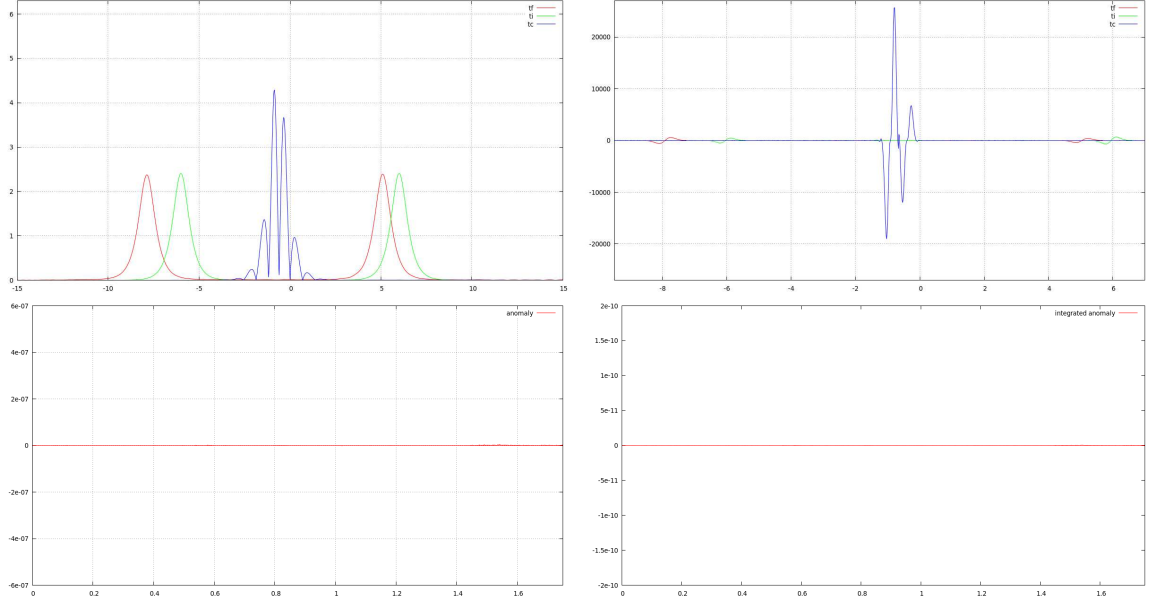 6
5
4
3
2
1
0
-15
-10
-5
0
5
10
15
tf
ti
tc
20000
10000
0
-10000
-20000
-8
-6
-4
-2
0
2
4
6
tf
ti
tc
6e-07
4e-07
2e-07
0
-2e-07
-4e-07
-6e-07
0
0.2
0.4
0.6
0.8
1
1.2
1.4
1.6
anomaly
2e-10
1.5e-10
1e-10
5e-11
0
-5e-11
-1e-10
-1.5e-10
-2e-10
0
0.2
0.4
0.6
0.8
1
1.2
1.4
1.6
integrated anomaly